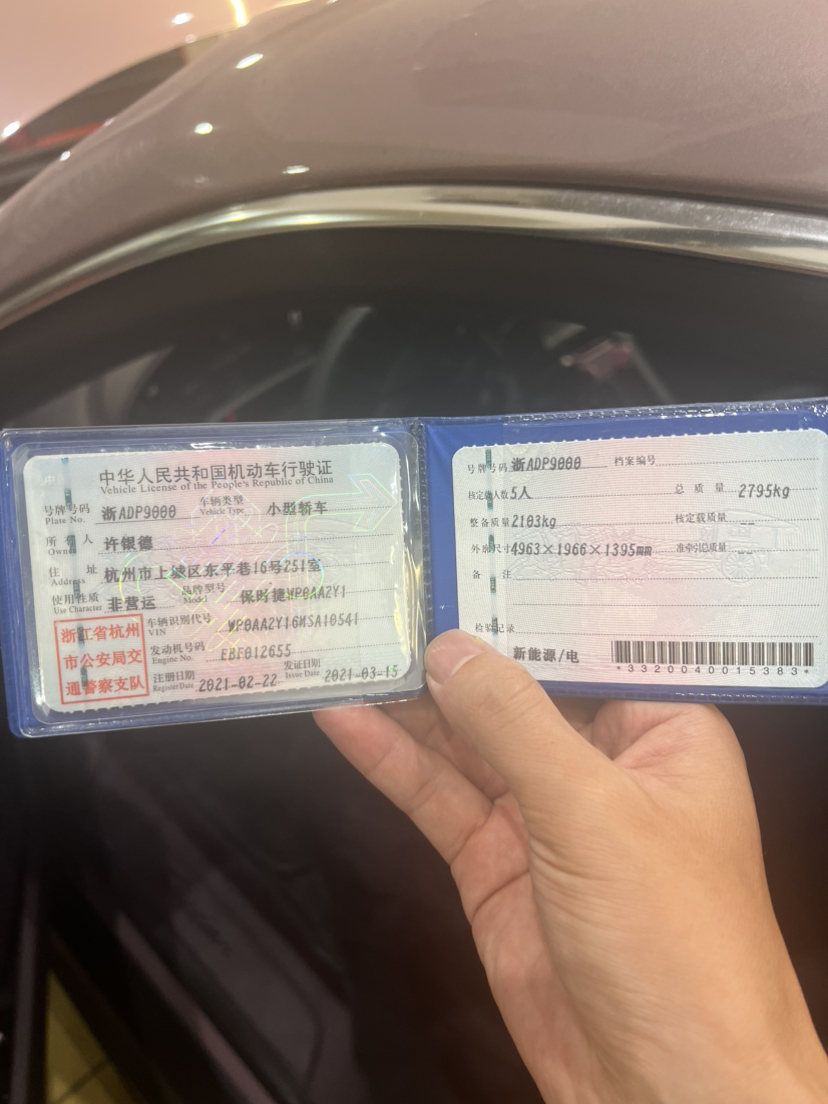 中华人民共和国机动车行驶证
Vehicle License of the People's Republic of China
号牌号码 浙ADP9000 车辆类型 小型轿车
Plate No. Vehicle Type
所有人 许银德
Owner
住址 杭州市上城区东平巷16号251室
Address
使用性质 非营运 品牌型号 保时捷WP0AA2Y1
Use Character Model
浙江省杭州
市公安局交
通警察支队
车辆识别代号 WP0AA2Y16MSA10541
VIN
发动机号码 EBF012655
Engine No.
注册日期 2021-02-22 发证日期 2021-03-15
Register Date Issue Date
号牌号码 浙ADP9000 档案编号
核定载人数 5人 总质量 2795kg
整备质量 2103kg 核定载质量 --
外廓尺寸 4963×1966×1395mm 准牵引总质量 --
备注
检验记录
新能源/电
*3320040015383*